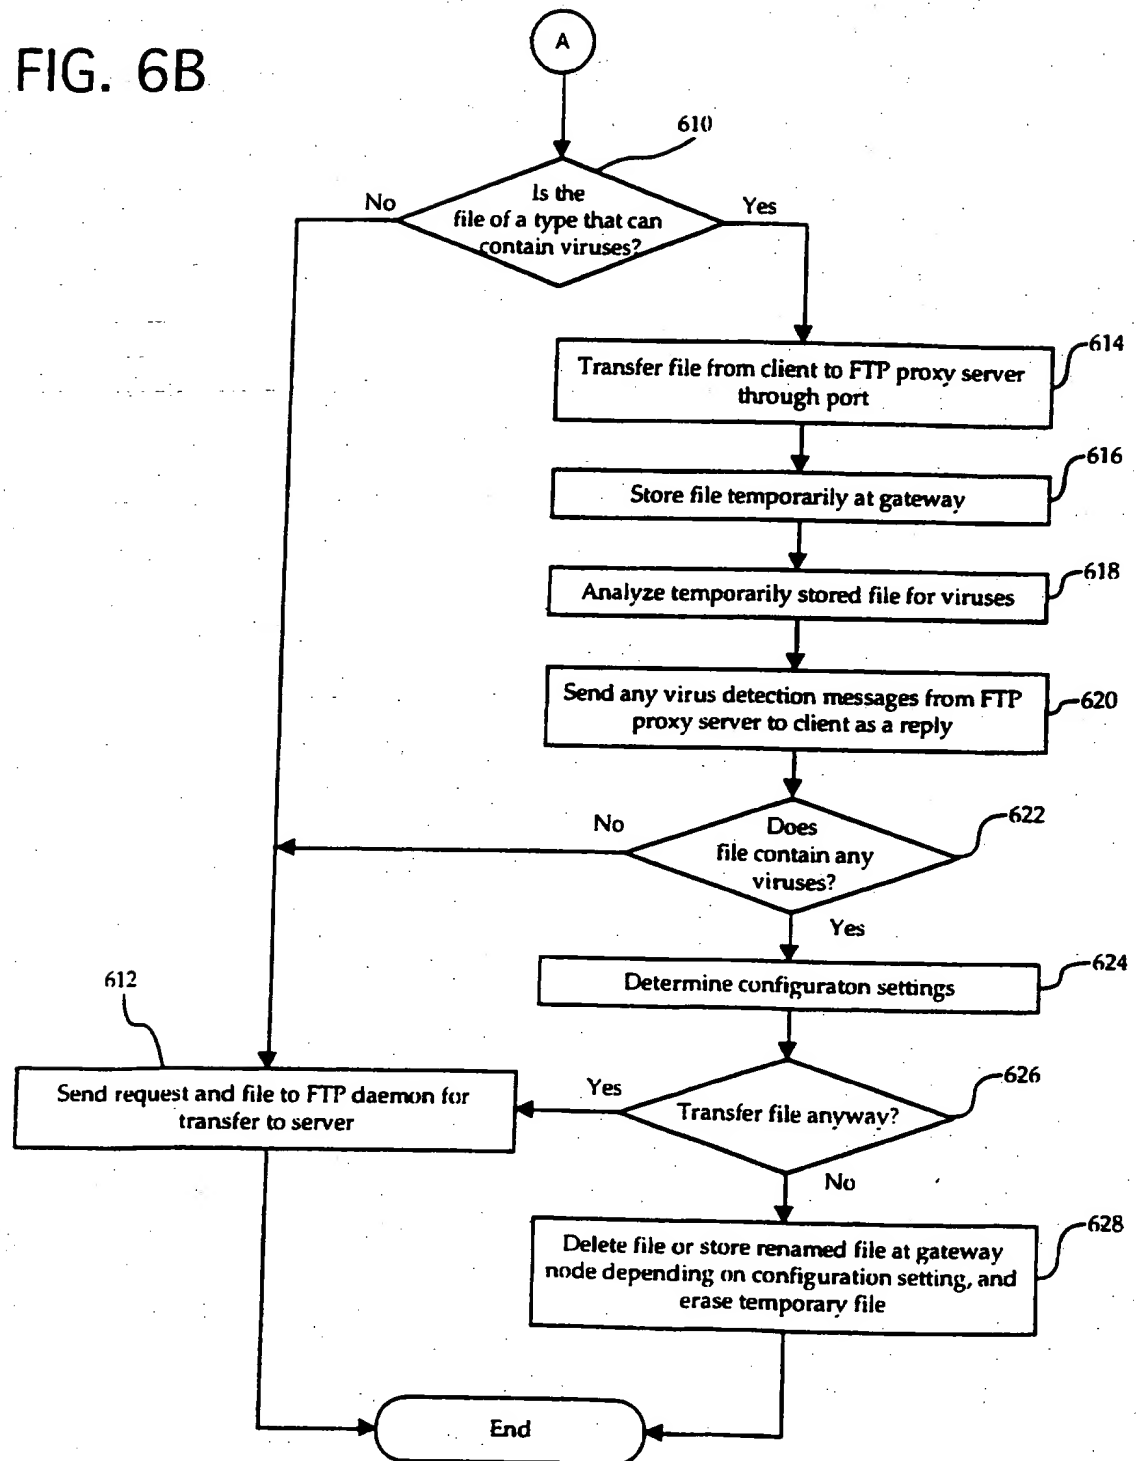 FIG. 6B
A
610
Is the
file of a type that can
contain viruses?
No
Yes
614
Transfer file from client to FTP proxy server
through port
616
Store file temporarily at gateway
618
Analyze temporarily stored file for viruses
620
Send any virus detection messages from FTP
proxy server to client as a reply
622
Does
file contain any
viruses?
No
Yes
624
Determine configuraton settings
612
Send request and file to FTP daemon for
transfer to server
626
Transfer file anyway?
Yes
No
628
Delete file or store renamed file at gateway
node depending on configuration setting, and
erase temporary file
End